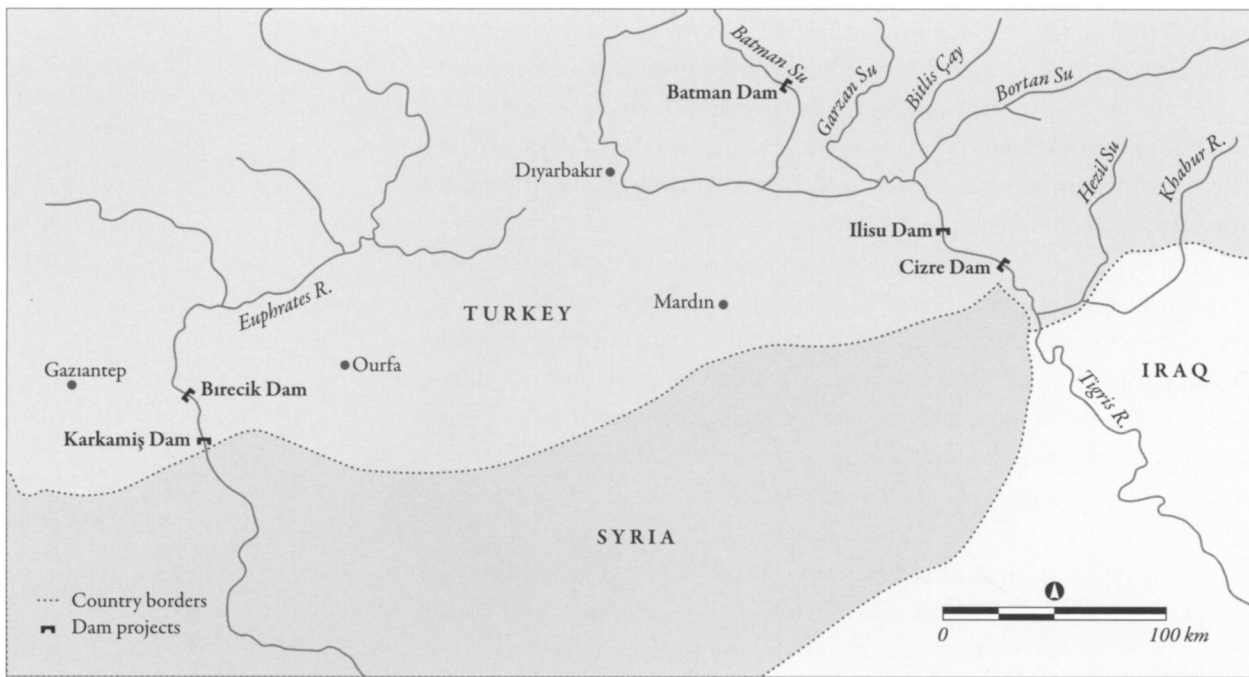 Batman Su
Batman Dam
Garzan Su
Bitlis Çay
Bortan Su
Dıyarbakır
Hezil Su
Khabur R.
Ilisu Dam
Cizre Dam
Euphrates R.
TURKEY
Mardın
Gazıantep
Ourfa
Bırecik Dam
IRAQ
Tigris R.
Karkamiş Dam
SYRIA
Country borders
Dam projects
0 100 km